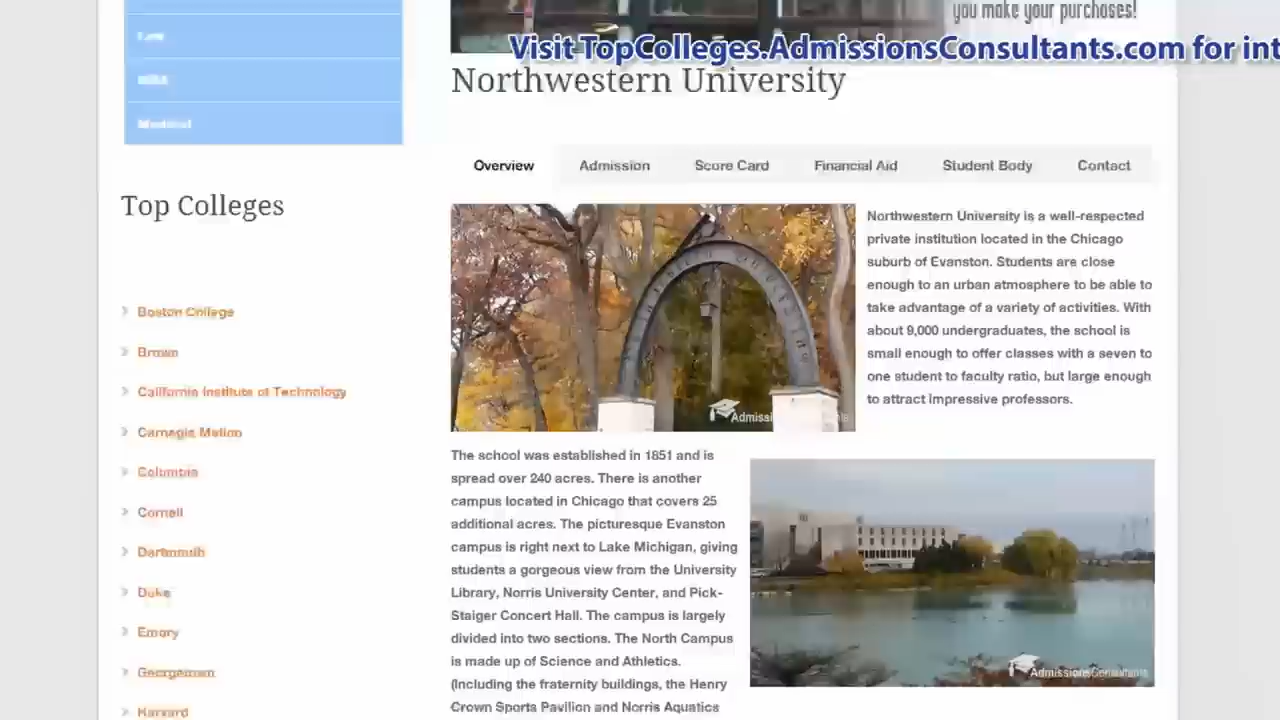 you make your purchases!
Visit TopColleges.AdmissionsConsultants.com for int
Law
MBA
Medical
Northwestern University
Overview
Admission
Score Card
Financial Aid
Student Body
Contact
Top Colleges
Boston College
Brown
California Institute of Technology
Carnegie Mellon
Columbia
Cornell
Dartmouth
Duke
Emory
Georgetown
Harvard
Northwestern University is a well-respected
private institution located in the Chicago
suburb of Evanston. Students are close
enough to an urban atmosphere to be able to
take advantage of a variety of activities. With
about 9,000 undergraduates, the school is
small enough to offer classes with a seven to
one student to faculty ratio, but large enough
to attract impressive professors.
The school was established in 1851 and is
spread over 240 acres. There is another
campus located in Chicago that covers 25
additional acres. The picturesque Evanston
campus is right next to Lake Michigan, giving
students a gorgeous view from the University
Library, Norris University Center, and Pick-
Staiger Concert Hall. The campus is largely
divided into two sections. The North Campus
is made up of Science and Athletics.
(Including the fraternity buildings, the Henry
Crown Sports Pavilion and Norris Aquatics
AdmissionsConsultants